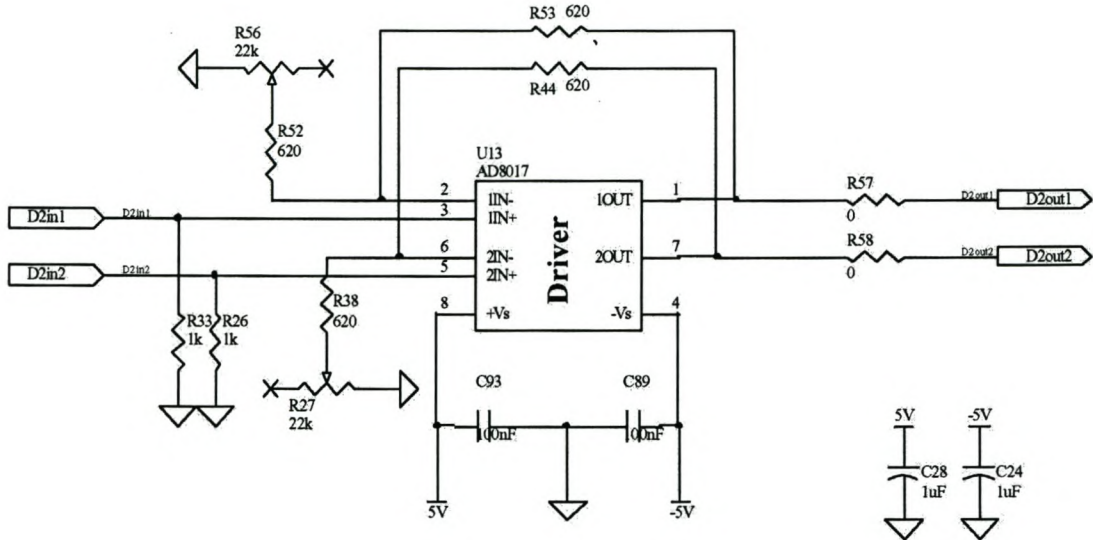 R53 620
R56
22k
R44 620
R52
620
U13
AD8017
2 1IN- 1OUT 1
R57
0
D2out1
D2out1
D2in1
D2in1
3 1IN+
6 2IN- 2OUT 7
R58
0
D2out2
D2out2
D2in2
D2in2
5 2IN+
Driver
R38
620
8 +Vs -Vs 4
R33
1k
R26
1k
R27
22k
C93
100nF
C89
00nF
5V -5V
5V -5V
C28
1uF
C24
1uF